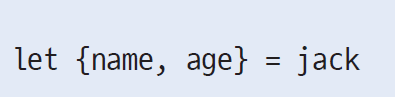 let {name, age} = jack